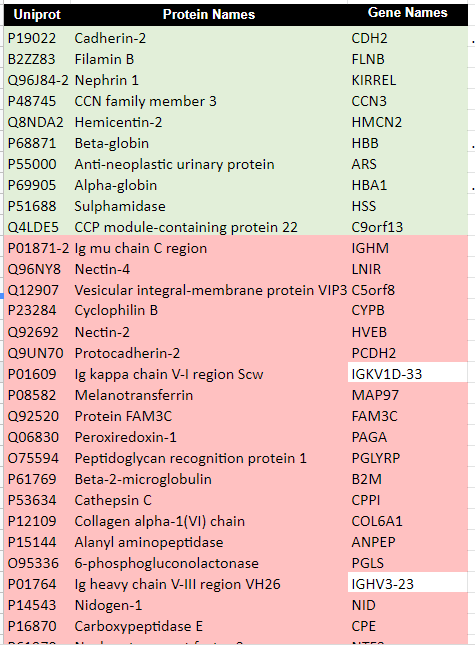 Uniprot Protein Names Gene Names
P19022 Cadherin-2 CDH2
B2ZZ83 Filamin B FLNB
Q96J84-2 Nephrin 1 KIRREL
P48745 CCN family member 3 CCN3
Q8NDA2 Hemicentin-2 HMCN2
P68871 Beta-globin HBB
P55000 Anti-neoplastic urinary protein ARS
P69905 Alpha-globin HBA1
P51688 Sulphamidase HSS
Q4LDE5 CCP module-containing protein 22 C9orf13
P01871-2 Ig mu chain C region IGHM
Q96NY8 Nectin-4 LNIR
Q12907 Vesicular integral-membrane protein VIP3 C5orf8
P23284 Cyclophilin B CYPB
Q92692 Nectin-2 HVEB
Q9UN70 Protocadherin-2 PCDH2
P01609 Ig kappa chain V-I region Scw IGKV1D-33
P08582 Melanotransferrin MAP97
Q92520 Protein FAM3C FAM3C
Q06830 Peroxiredoxin-1 PAGA
O75594 Peptidoglycan recognition protein 1 PGLYRP
P61769 Beta-2-microglobulin B2M
P53634 Cathepsin C CPPI
P12109 Collagen alpha-1(VI) chain COL6A1
P15144 Alanyl aminopeptidase ANPEP
O95336 6-phosphogluconolactonase PGLS
P01764 Ig heavy chain V-III region VH26 IGHV3-23
P14543 Nidogen-1 NID
P16870 Carboxypeptidase E CPE